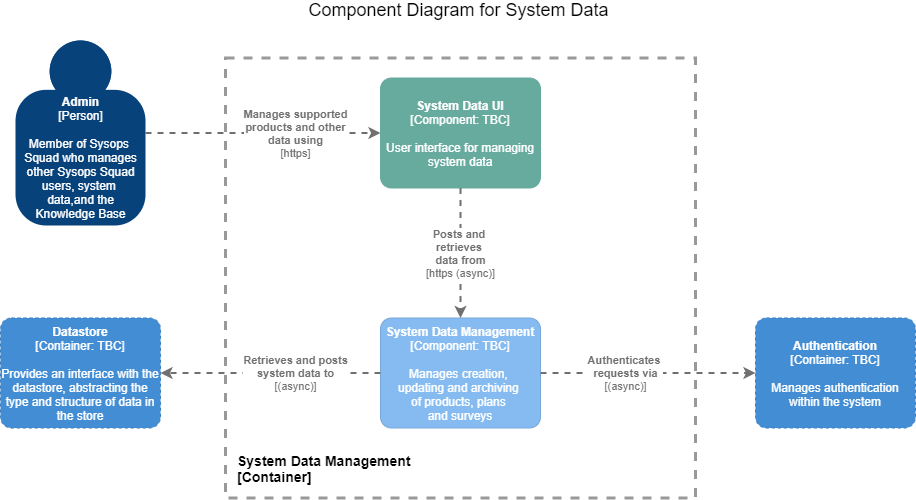 Component Diagram for System Data
Admin
[Person]
Member of Sysops
Squad who manages
other Sysops Squad
users, system
data,and the
Knowledge Base
Manages supported
products and other
data using
[https]
System Data UI
[Component: TBC]
User interface for managing
system data
Posts and
retrieves
data from
[https (async)]
Datastore
[Container: TBC]
Provides an interface with the
datastore, abstracting the
type and structure of data in
the store
Retrieves and posts
system data to
[(async)]
System Data Management
[Component: TBC]
Manages creation,
updating and archiving
of products, plans
and surveys
Authenticates
requests via
[(async)]
Authentication
[Container: TBC]
Manages authentication
within the system
System Data Management
[Container]